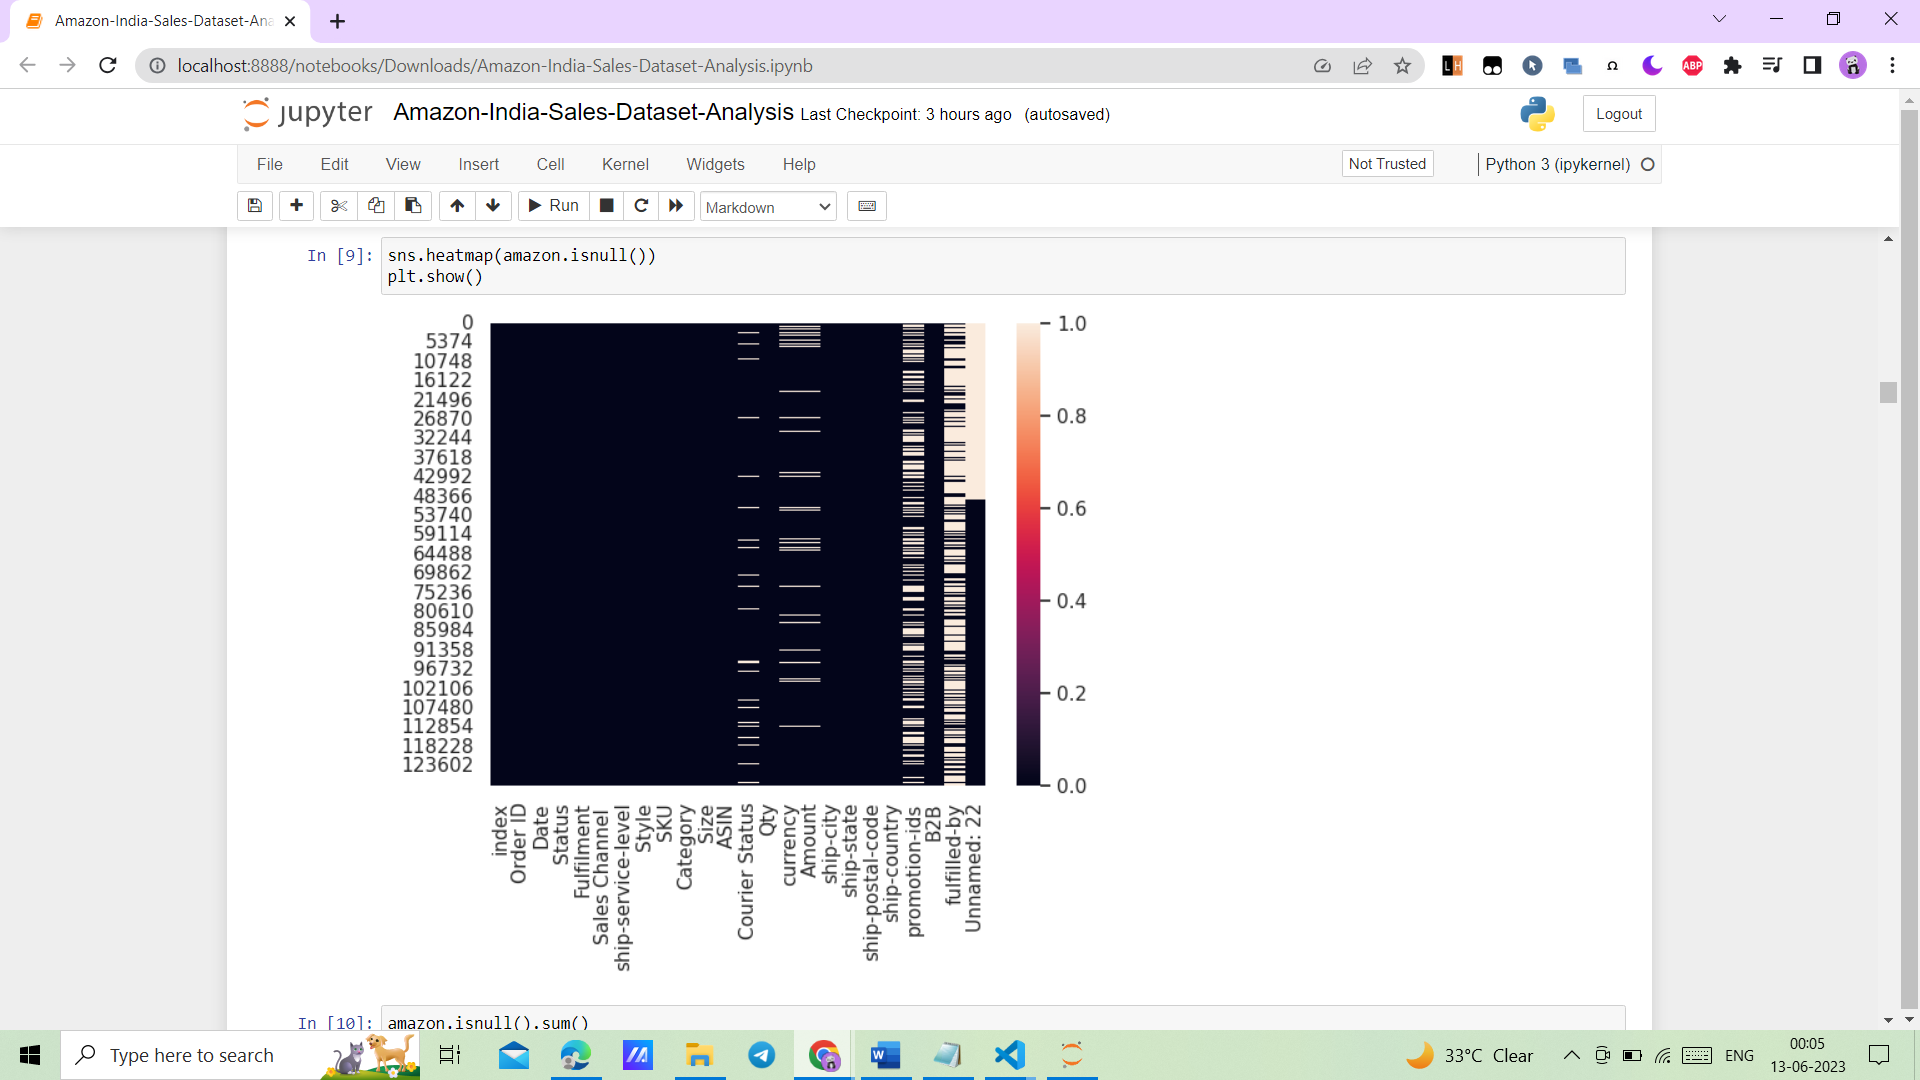 Amazon-India-Sales-Dataset-Ana
localhost:8888/notebooks/Downloads/Amazon-India-Sales-Dataset-Analysis.ipynb
LH
Ω
ABP
jupyter Amazon-India-Sales-Dataset-Analysis Last Checkpoint: 3 hours ago (autosaved)
Logout
File Edit View Insert Cell Kernel Widgets Help
Not Trusted
Python 3 (ipykernel)
Run
Markdown
In [9]: sns.heatmap(amazon.isnull())
plt.show()
0
5374
10748
16122
21496
26870
32244
37618
42992
48366
53740
59114
64488
69862
75236
80610
85984
91358
96732
102106
107480
112854
118228
123602
1.0
0.8
0.6
0.4
0.2
0.0
index
Order ID
Date
Status
Fulfilment
Sales Channel
ship-service-level
Style
SKU
Category
Size
ASIN
Courier Status
Qty
currency
Amount
ship-city
ship-state
ship-postal-code
ship-country
promotion-ids
B2B
fulfilled-by
Unnamed: 22
In [10]: amazon.isnull().sum()
Type here to search
33°C Clear
ENG
00:05
13-06-2023